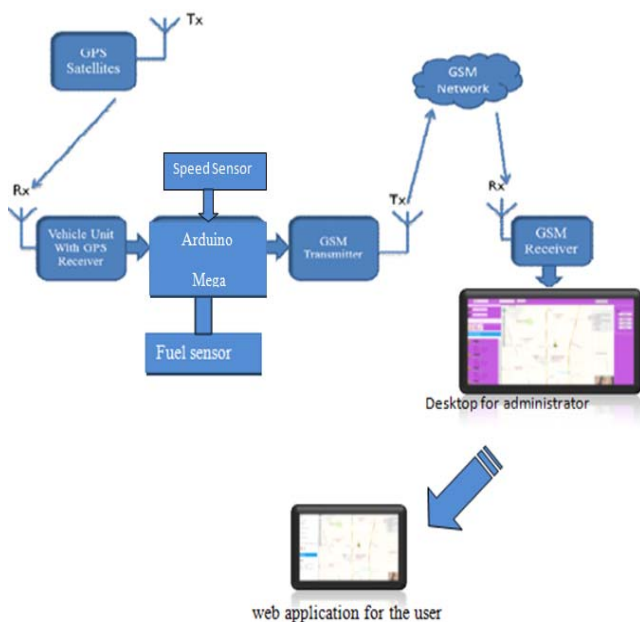 Tx
GPS
Satellites
GSM
Network
Speed Sensor
Rx
Tx
Rx
Vehicle Unit
With GPS
Receiver
Arduino
Mega
GSM
Transmitter
GSM
Receiver
Fuel sensor
Desktop for administrator
web application for the user